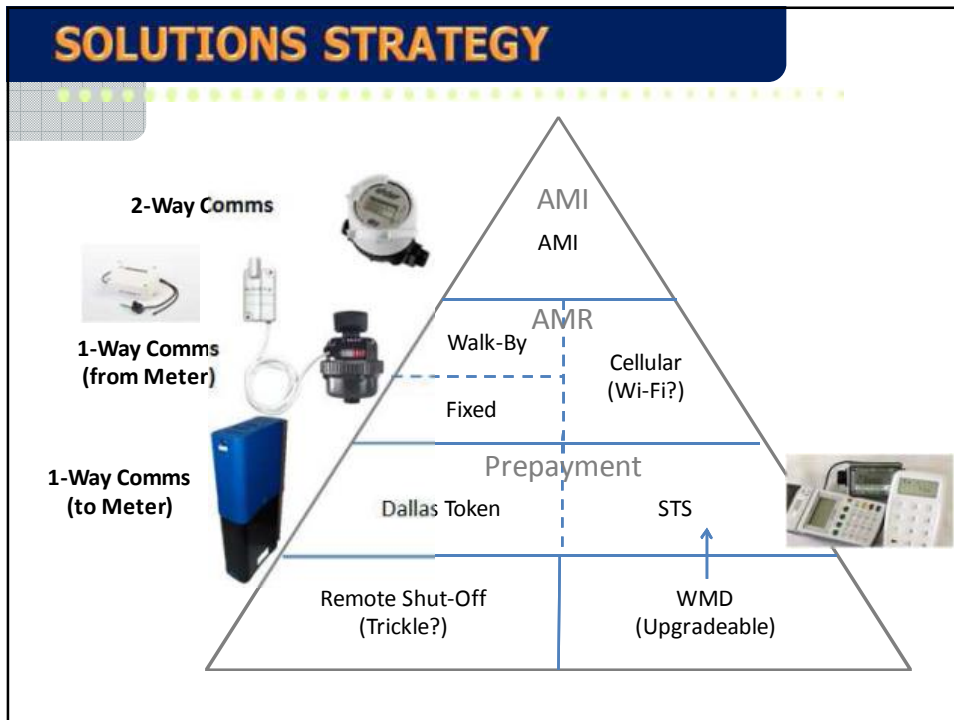 SOLUTIONS STRATEGY
2-Way Comms
AMI
AMI
AMR
Walk-By
Cellular
(Wi-Fi?)
1-Way Comms
(from Meter)
Fixed
Prepayment
1-Way Comms
(to Meter)
Dallas Token
STS
Remote Shut-Off
(Trickle?)
WMD
(Upgradeable)